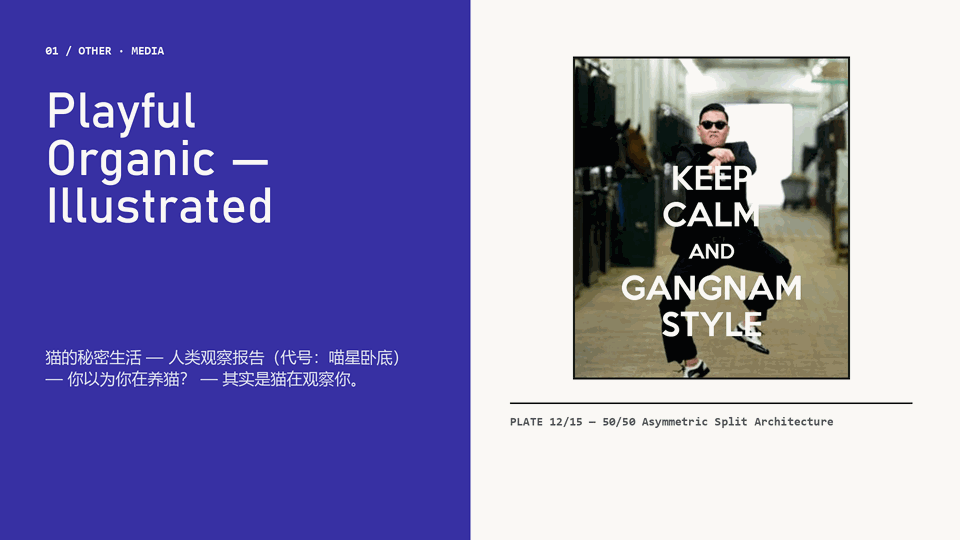 01 / OTHER · MEDIA
Playful
Organic —
Illustrated
猫的秘密生活 — 人类观察报告（代号：喵星卧底）
— 你以为你在养猫？ — 其实是猫在观察你。
KEEP
CALM
AND
GANGNAM
STYLE
PLATE 12/15 — 50/50 Asymmetric Split Architecture